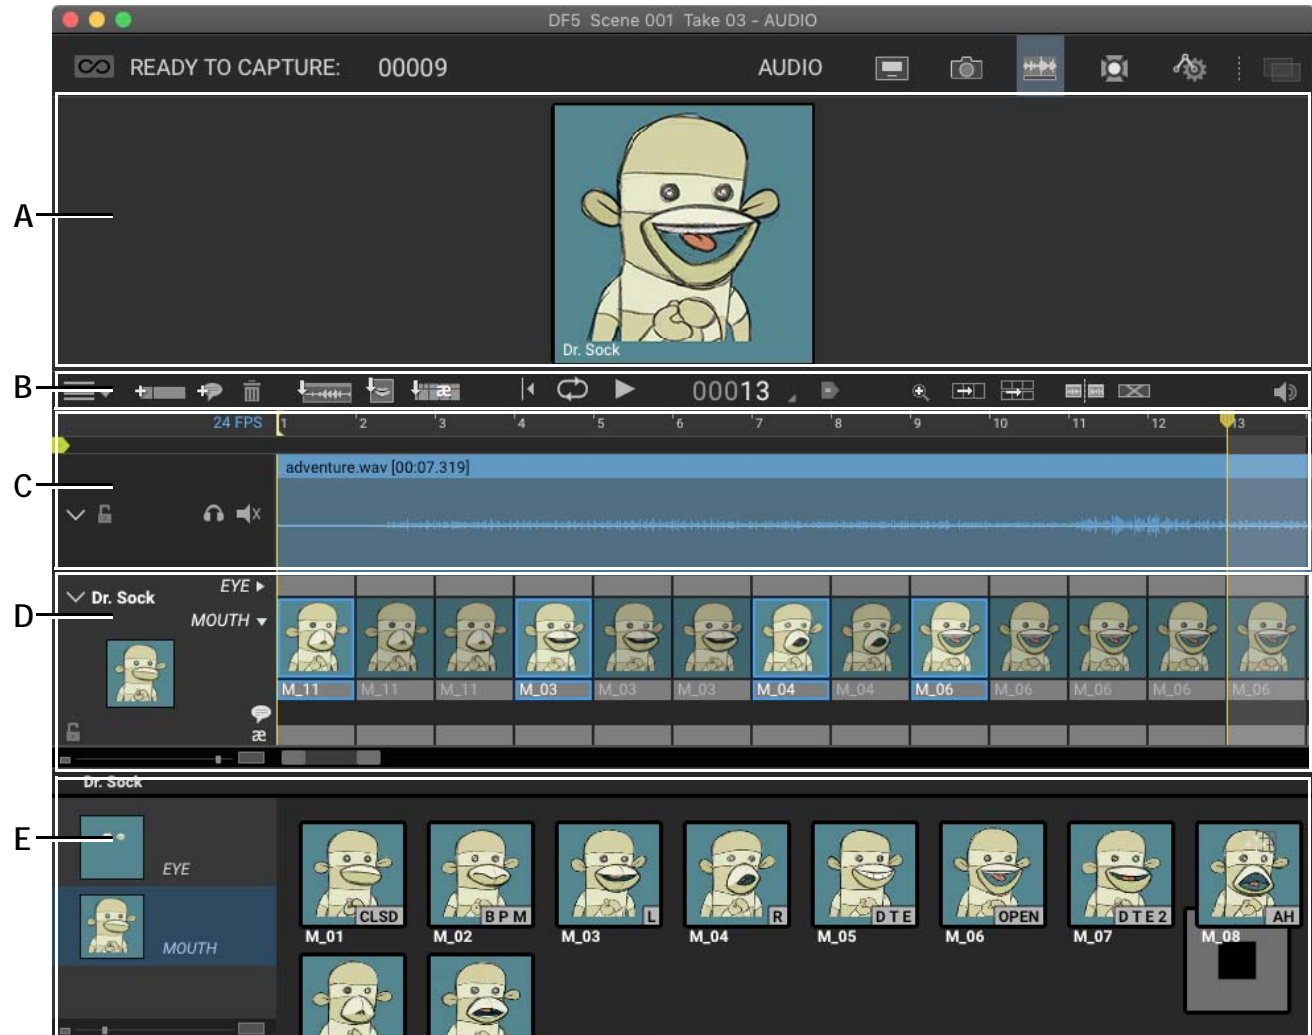 DF5 Scene 001 Take 03 - AUDIO
READY TO CAPTURE: 00009 AUDIO
A
Dr. Sock
B
æ
00013
24 FPS 1 2 3 4 5 6 7 8 9 10 11 12 13
adventure.wav [00:07.319]
C
D
Dr. Sock
EYE
MOUTH
M_11 M_11 M_11 M_03 M_03 M_03 M_04 M_04 M_06 M_06 M_06 M_06 M_06
æ
Dr. Sock
E
EYE
MOUTH
CLSD BPM L R DTE OPEN DTE2 AH
M_01 M_02 M_03 M_04 M_05 M_06 M_07 M_08